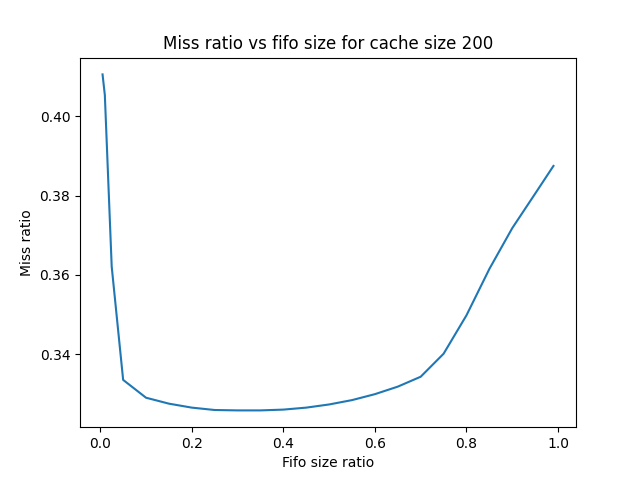 Miss ratio vs fifo size for cache size 200
0.40
0.38
0.36
0.34
Miss ratio
0.0 0.2 0.4 0.6 0.8 1.0
Fifo size ratio